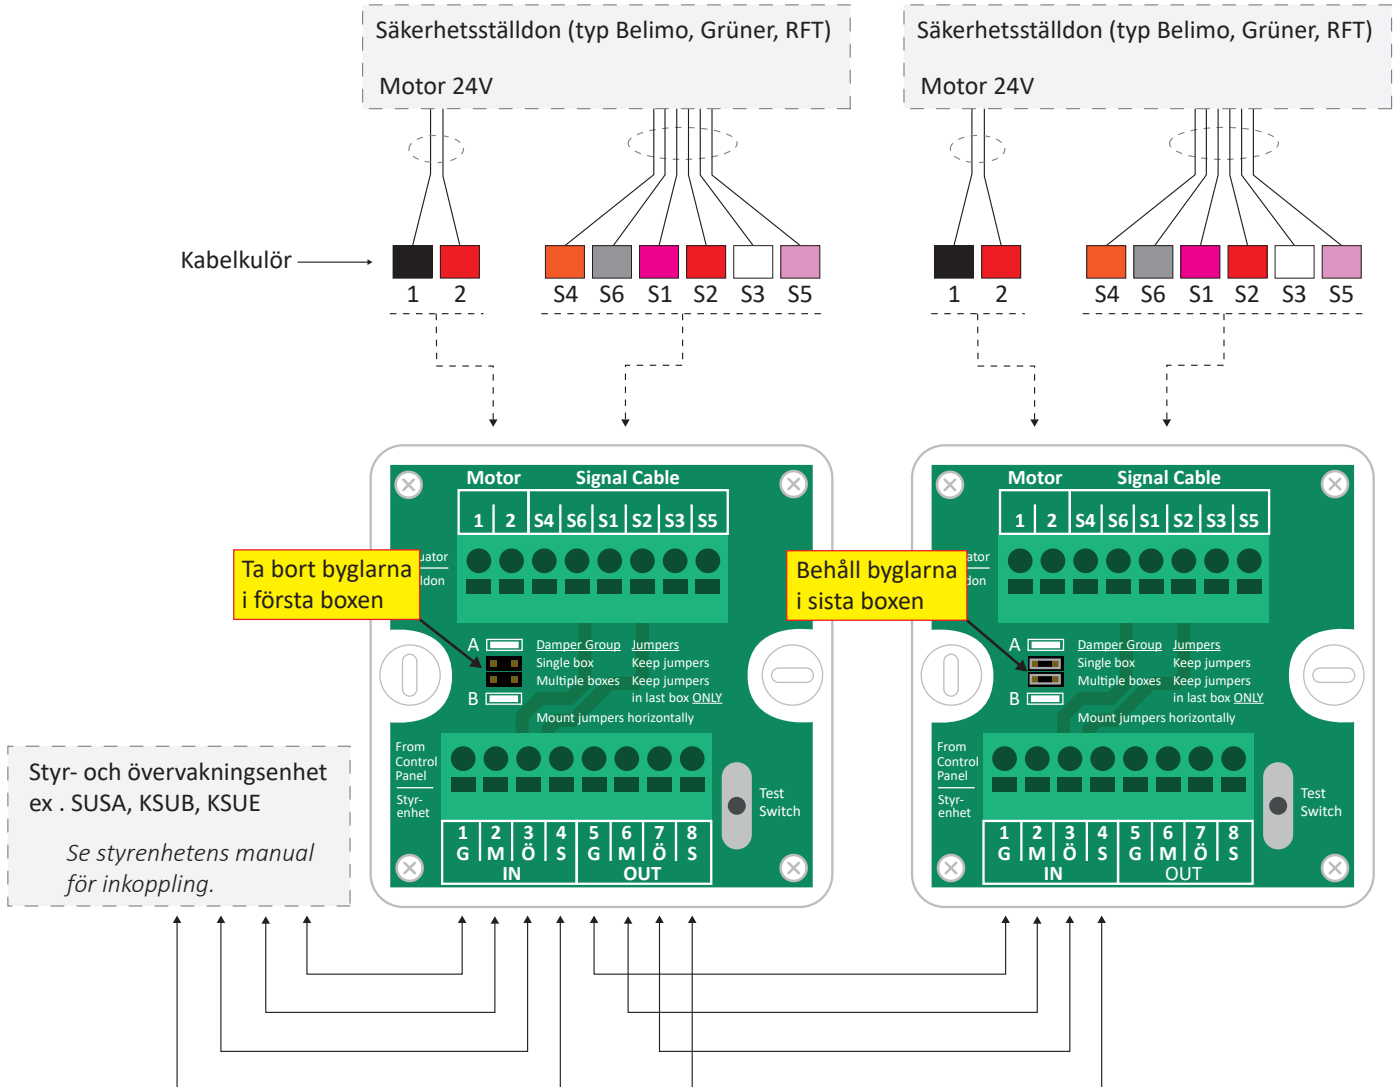 Säkerhetsställdon (typ Belimo, Grüner, RFT)
Motor 24V
Säkerhetsställdon (typ Belimo, Grüner, RFT)
Motor 24V
Kabelkulör
1 2 S4 S6 S1 S2 S3 S5
1 2 S4 S6 S1 S2 S3 S5
Motor Signal Cable
1 2 S4 S6 S1 S2 S3 S5
uator
ldon
Ta bort byglarna
i första boxen
A Damper Group Jumpers
Single box Keep jumpers
Multiple boxes Keep jumpers
B in last box ONLY
Mount jumpers horizontally
From
Control
Panel
Styr-
enhet
Test
Switch
1 2 3 4 5 6 7 8
G M Ö S G M Ö S
IN OUT
Motor Signal Cable
1 2 S4 S6 S1 S2 S3 S5
ator
don
Behåll byglarna
i sista boxen
A Damper Group Jumpers
Single box Keep jumpers
Multiple boxes Keep jumpers
B in last box ONLY
Mount jumpers horizontally
From
Control
Panel
Styr-
enhet
Test
Switch
1 2 3 4 5 6 7 8
G M Ö S G M Ö S
IN OUT
Styr- och övervakningsenhet
ex . SUSA, KSUB, KSUE
Se styrenhetens manual
för inkoppling.